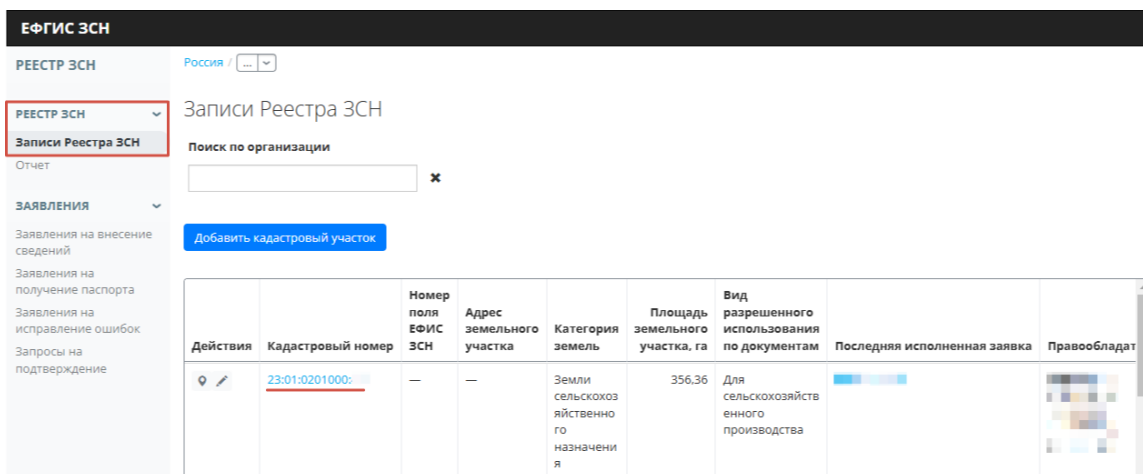 ЕФГИС ЗСН
РЕЕСТР ЗСН
Россия / ...
РЕЕСТР ЗСН
Записи Реестра ЗСН
Отчет
ЗАЯВЛЕНИЯ
Заявления на внесение
сведений
Заявления на
получение паспорта
Заявления на
исправление ошибок
Запросы на
подтверждение
Записи Реестра ЗСН
Поиск по организации
Добавить кадастровый участок
Действия
Кадастровый номер
Номер
поля
ЕФИС
ЗСН
Адрес
земельного
участка
Категория
земель
Площадь
земельного
участка, га
Вид
разрешенного
использования
по документам
Последняя исполненная заявка
Правообладат
23:01:0201000:
—
—
Земли
сельскохоз
яйственно
го
назначени
я
356,36
Для
сельскохозяйств
енного
производства